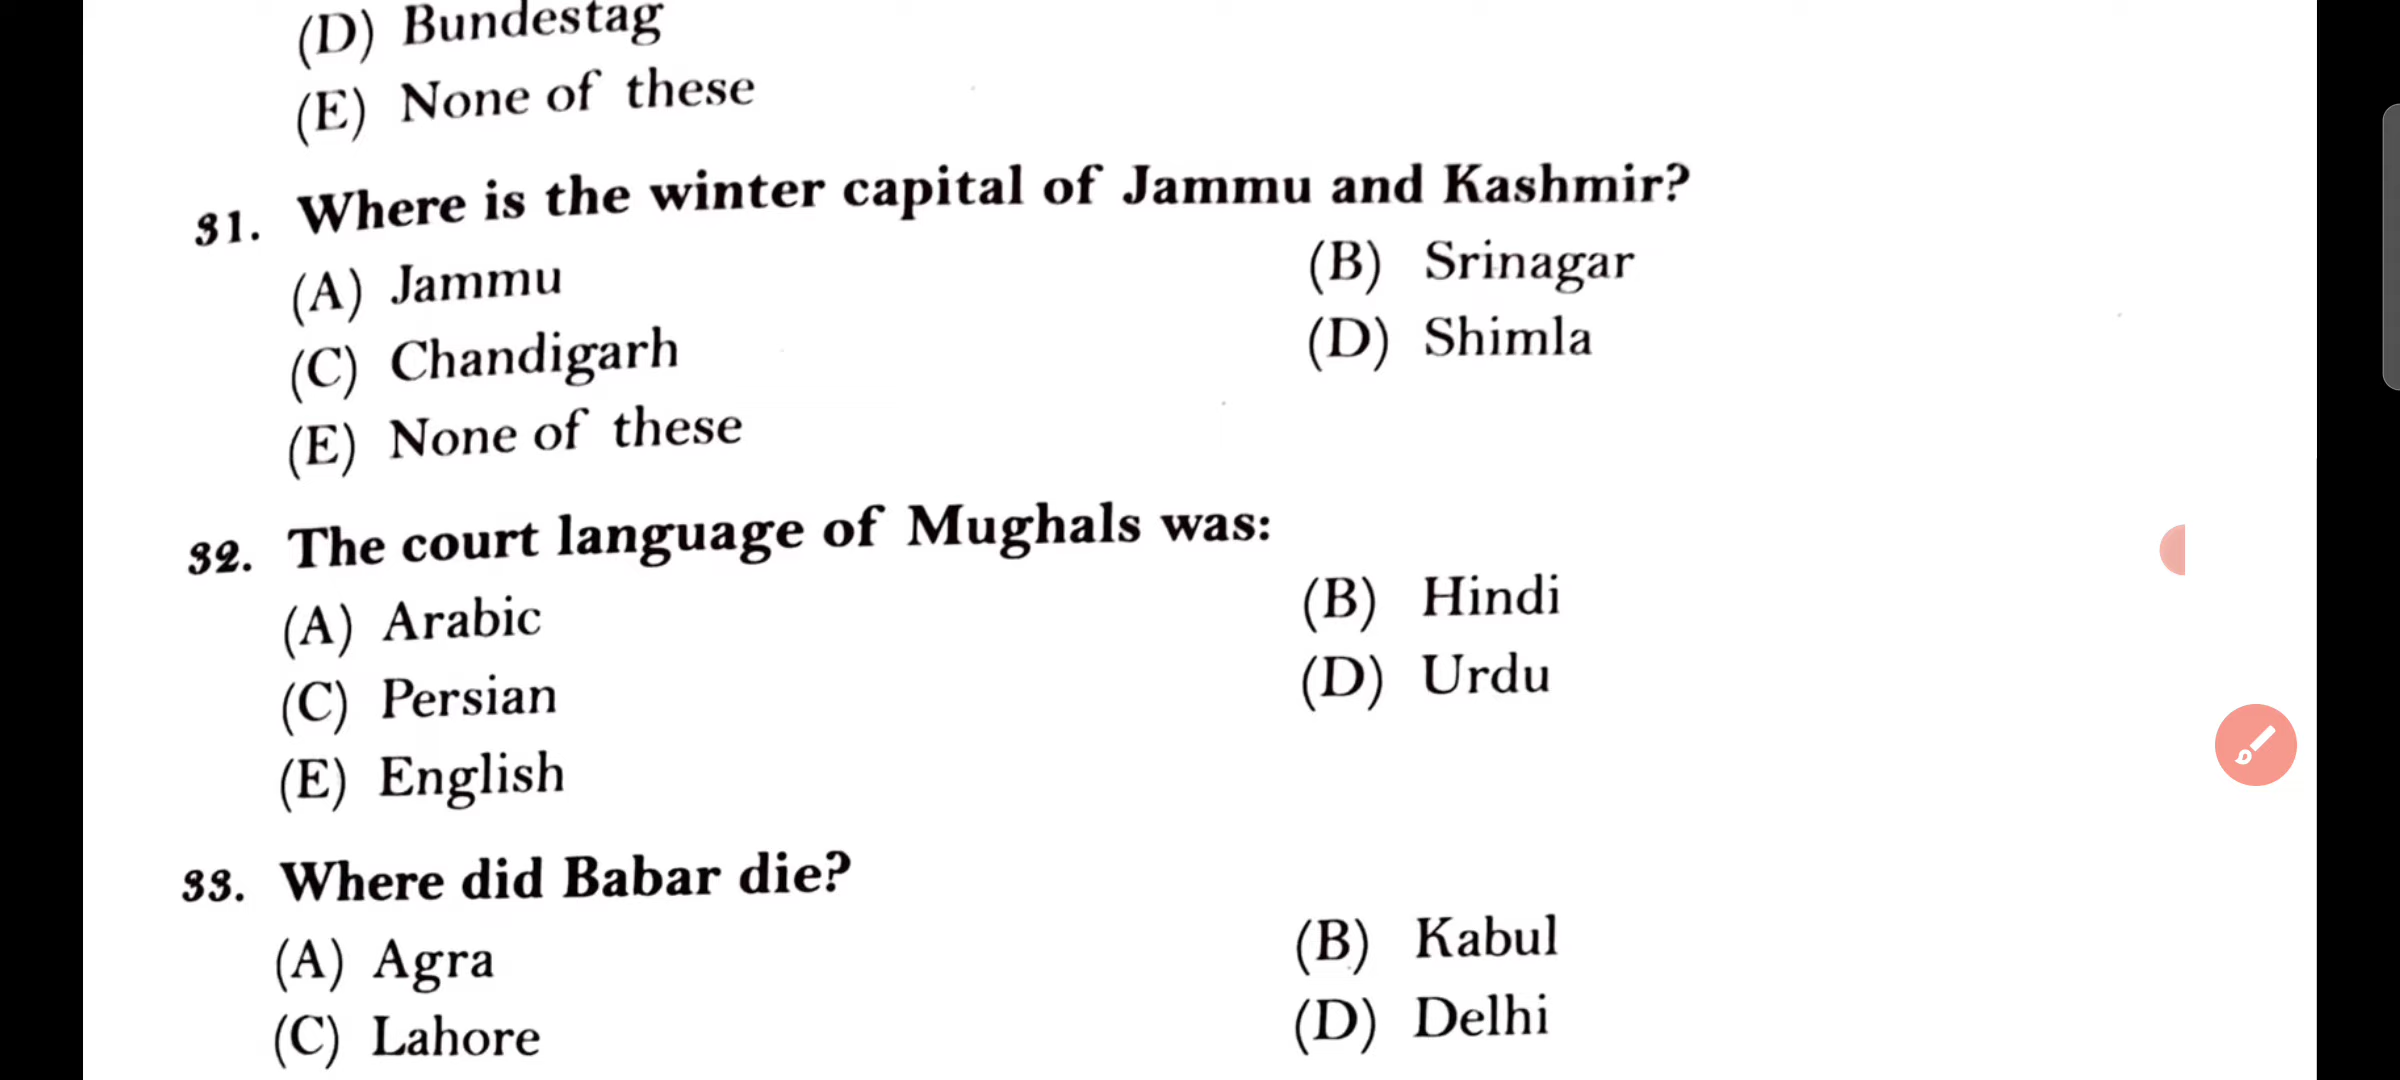 (D) Bundestag
(E) None of these
31. Where is the winter capital of Jammu and Kashmir?
(A) Jammu (B) Srinagar
(C) Chandigarh (D) Shimla
(E) None of these
32. The court language of Mughals was:
(A) Arabic (B) Hindi
(C) Persian (D) Urdu
(E) English
33. Where did Babar die?
(A) Agra (B) Kabul
(C) Lahore (D) Delhi